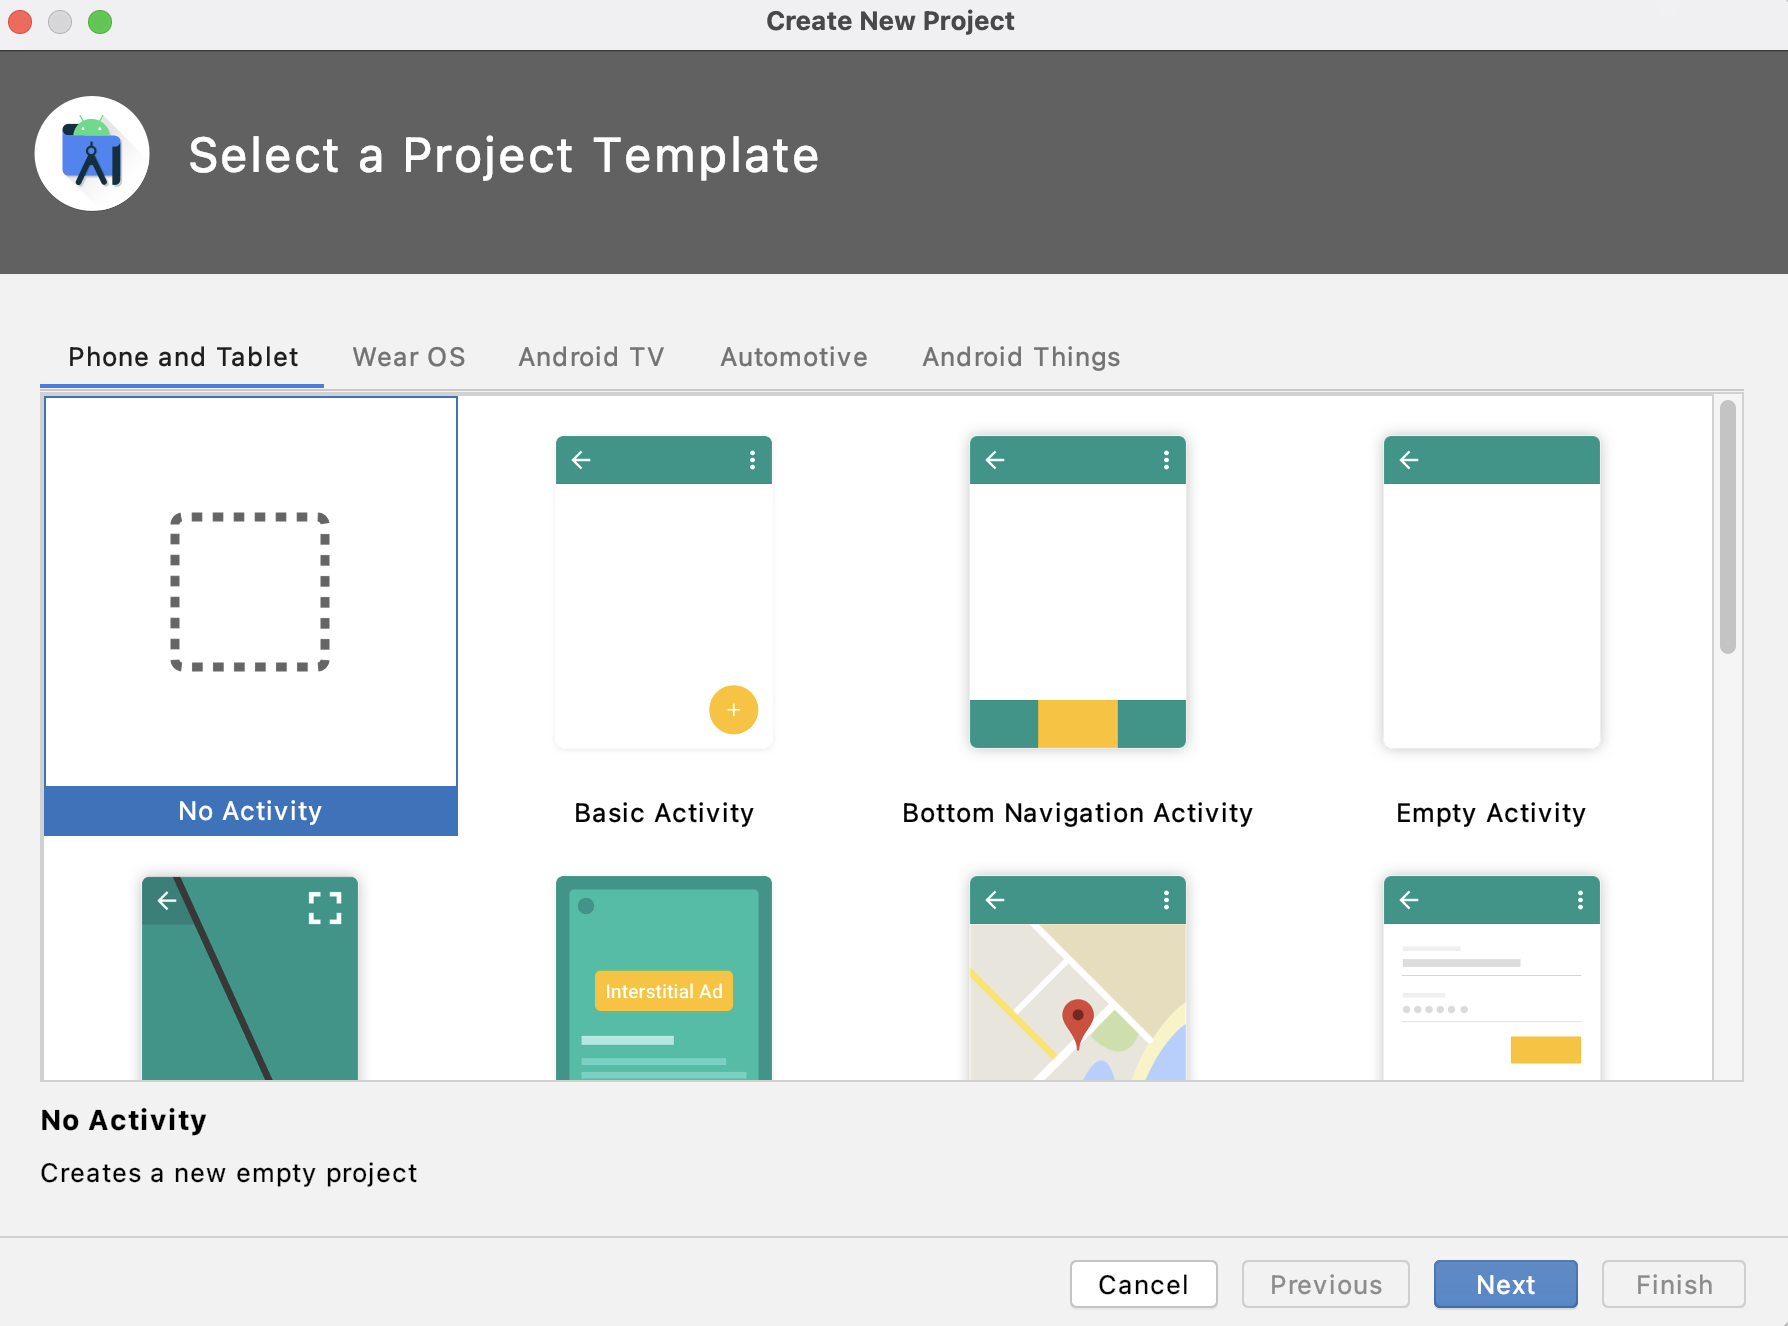 Create New Project
Select a Project Template
Phone and Tablet Wear OS Android TV Automotive Android Things
No Activity Basic Activity Bottom Navigation Activity Empty Activity
Interstitial Ad
No Activity
Creates a new empty project
Cancel Previous Next Finish